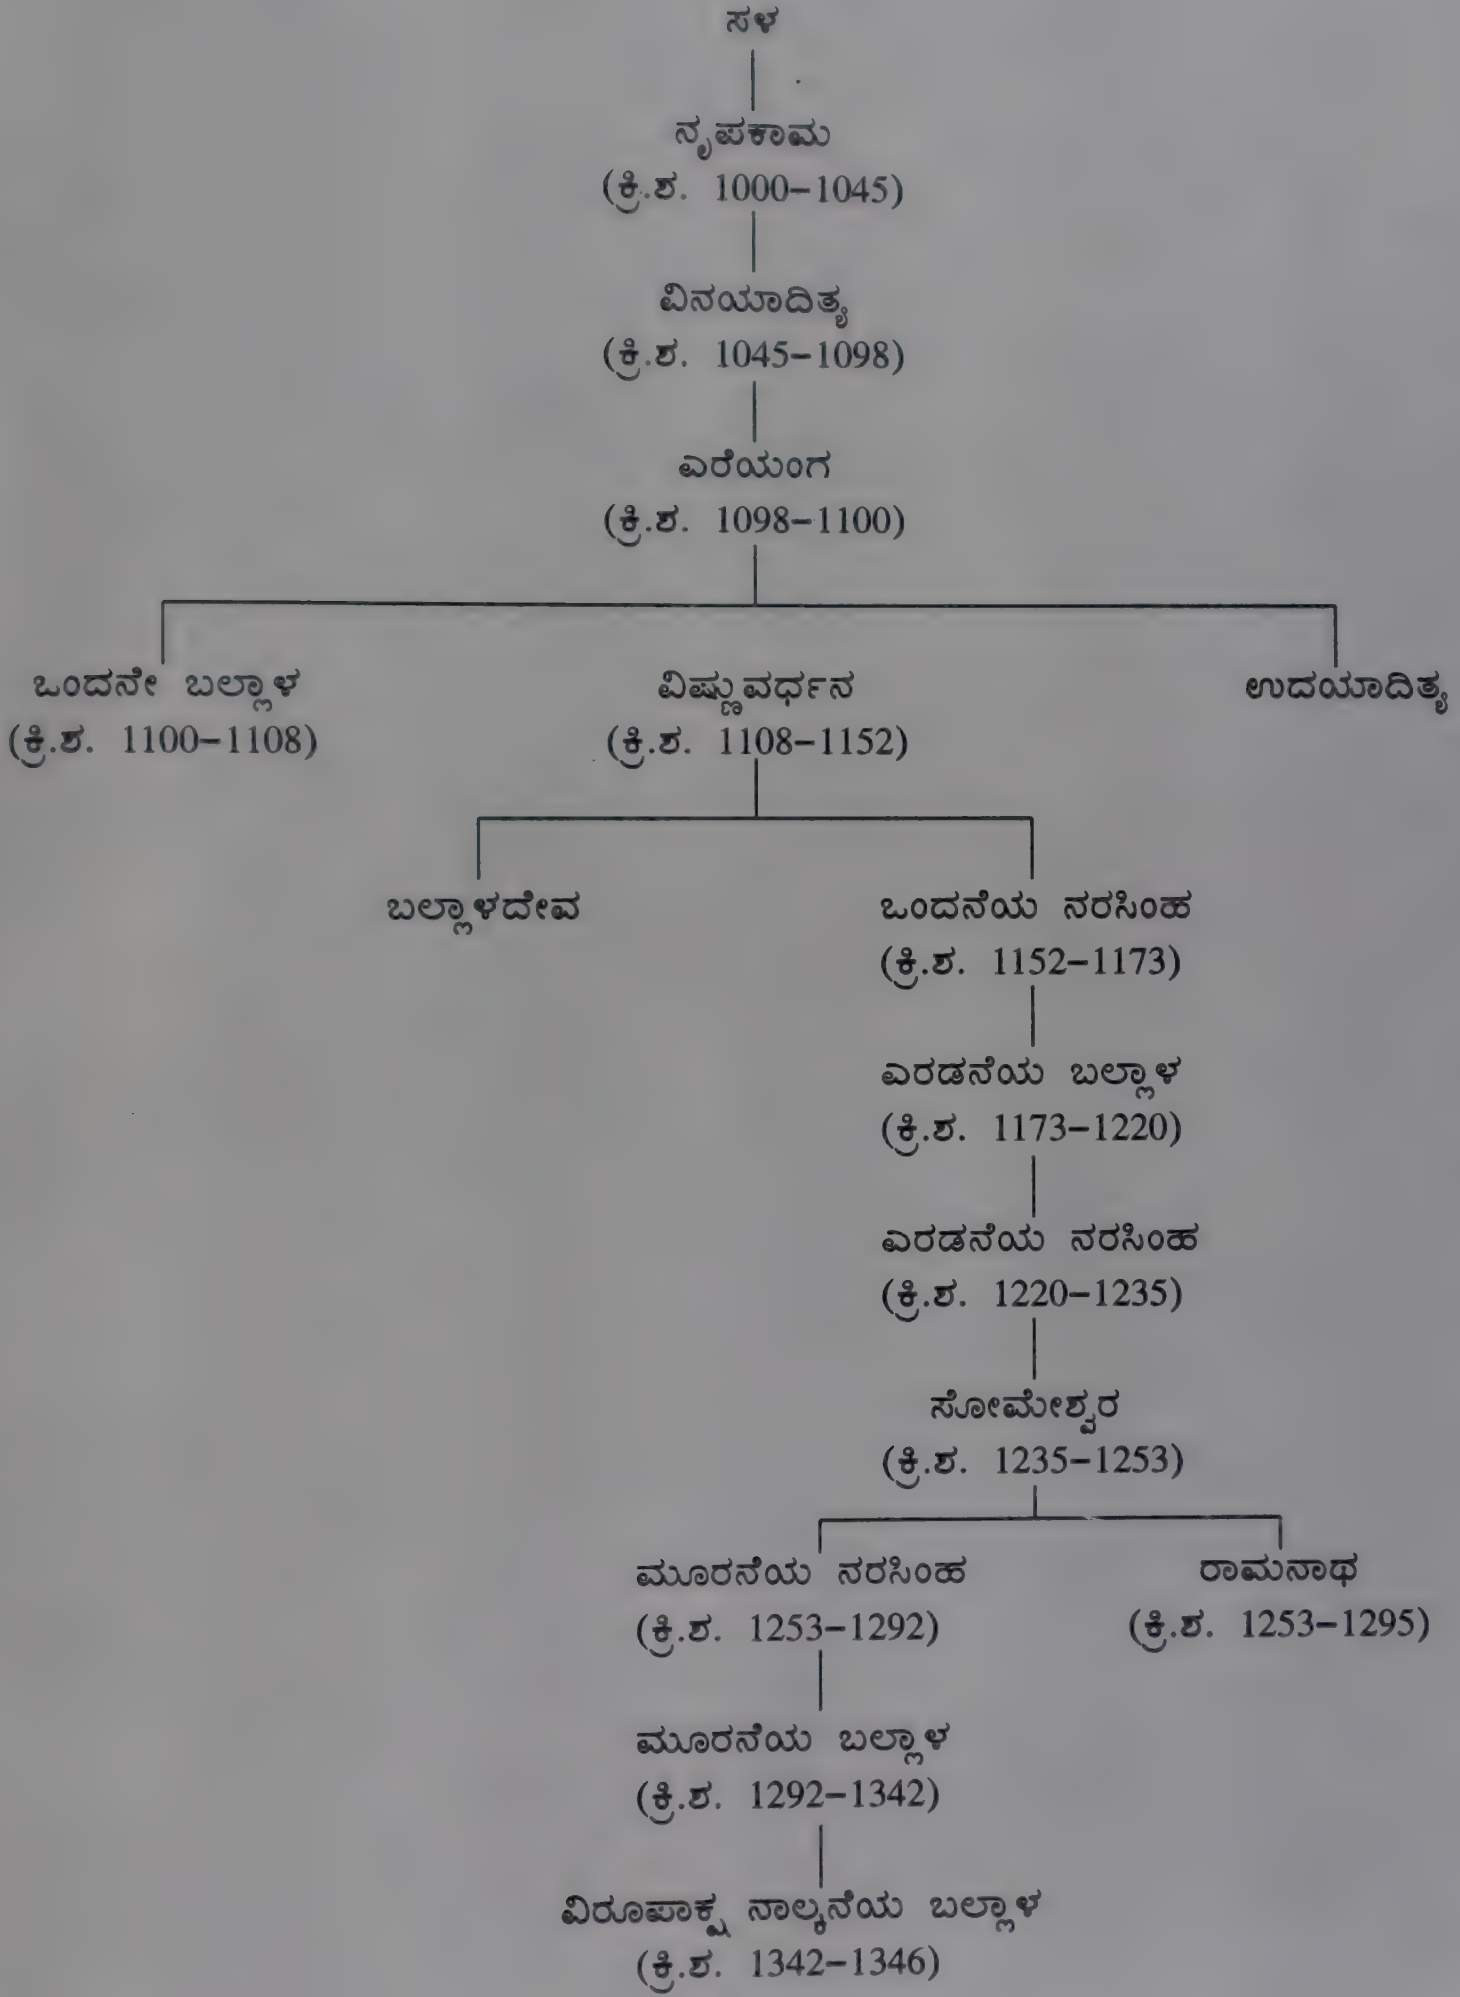 ಸಳ
ನೃಪಕಾಮ
(ಕ್ರಿ.ಶ. 1000–1045)
ವಿನಯಾದಿತ್ಯ
(ಕ್ರಿ.ಶ. 1045–1098)
ಎರೆಯಂಗ
(ಕ್ರಿ.ಶ. 1098–1100)
ಒಂದನೇ ಬಲ್ಲಾಳ
(ಕ್ರಿ.ಶ. 1100–1108)
ವಿಷ್ಣುವರ್ಧನ
(ಕ್ರಿ.ಶ. 1108–1152)
ಉದಯಾದಿತ್ಯ
ಬಲ್ಲಾಳದೇವ
ಒಂದನೆಯ ನರಸಿಂಹ
(ಕ್ರಿ.ಶ. 1152–1173)
ಎರಡನೆಯ ಬಲ್ಲಾಳ
(ಕ್ರಿ.ಶ. 1173–1220)
ಎರಡನೆಯ ನರಸಿಂಹ
(ಕ್ರಿ.ಶ. 1220–1235)
ಸೋಮೇಶ್ವರ
(ಕ್ರಿ.ಶ. 1235–1253)
ಮೂರನೆಯ ನರಸಿಂಹ
(ಕ್ರಿ.ಶ. 1253–1292)
ರಾಮನಾಥ
(ಕ್ರಿ.ಶ. 1253–1295)
ಮೂರನೆಯ ಬಲ್ಲಾಳ
(ಕ್ರಿ.ಶ. 1292–1342)
ವಿರೂಪಾಕ್ಷ ನಾಲ್ಕನೆಯ ಬಲ್ಲಾಳ
(ಕ್ರಿ.ಶ. 1342–1346)